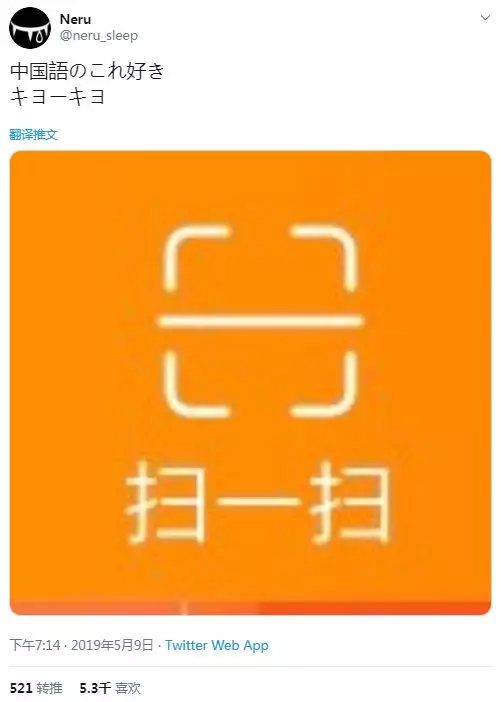 Neru
@neru_sleep
中国語のこれ好き
キヨーキヨ
翻译推文
扫一扫
下午7:14 · 2019年5月9日 · Twitter Web App
521 转推 5.3千 喜欢